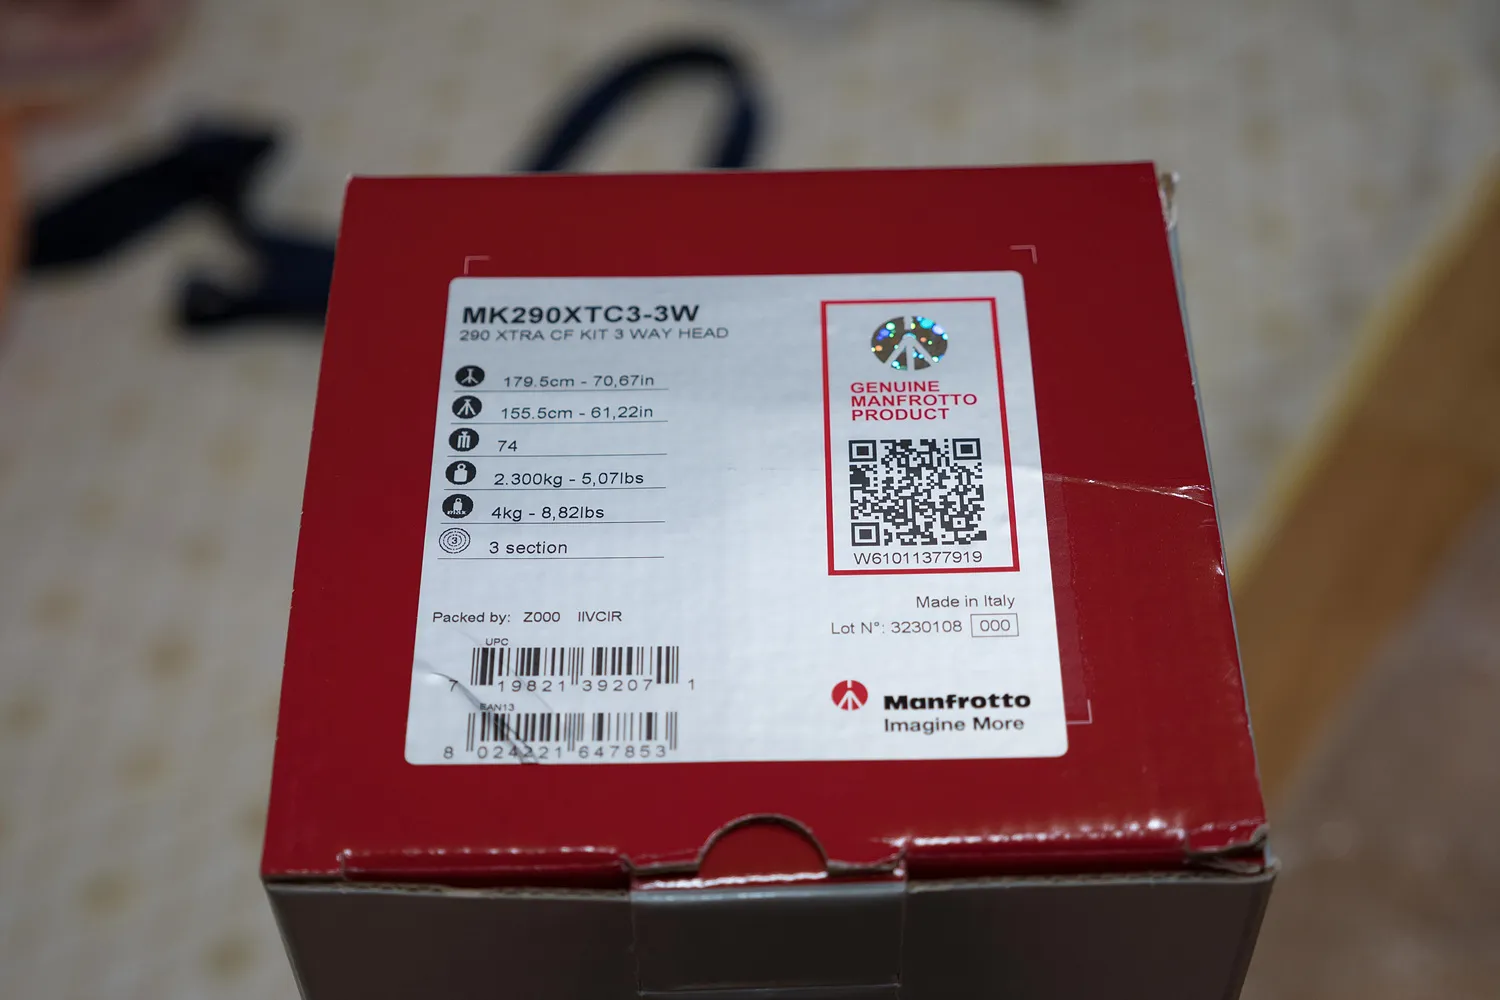 MK290XTC3-3W
290 XTRA CF KIT 3 WAY HEAD
179.5cm - 70,67in
155.5cm - 61,22in
74
2.300kg - 5,07lbs
4kg - 8,82lbs
3
3 section
GENUINE
MANFROTTO
PRODUCT
W61011377919
Packed by: Z000 IIVCIR
Made in Italy
Lot N°: 3230108 000
UPC
7 19821 39207 1
EAN13
8 024221 647853
Manfrotto
Imagine More